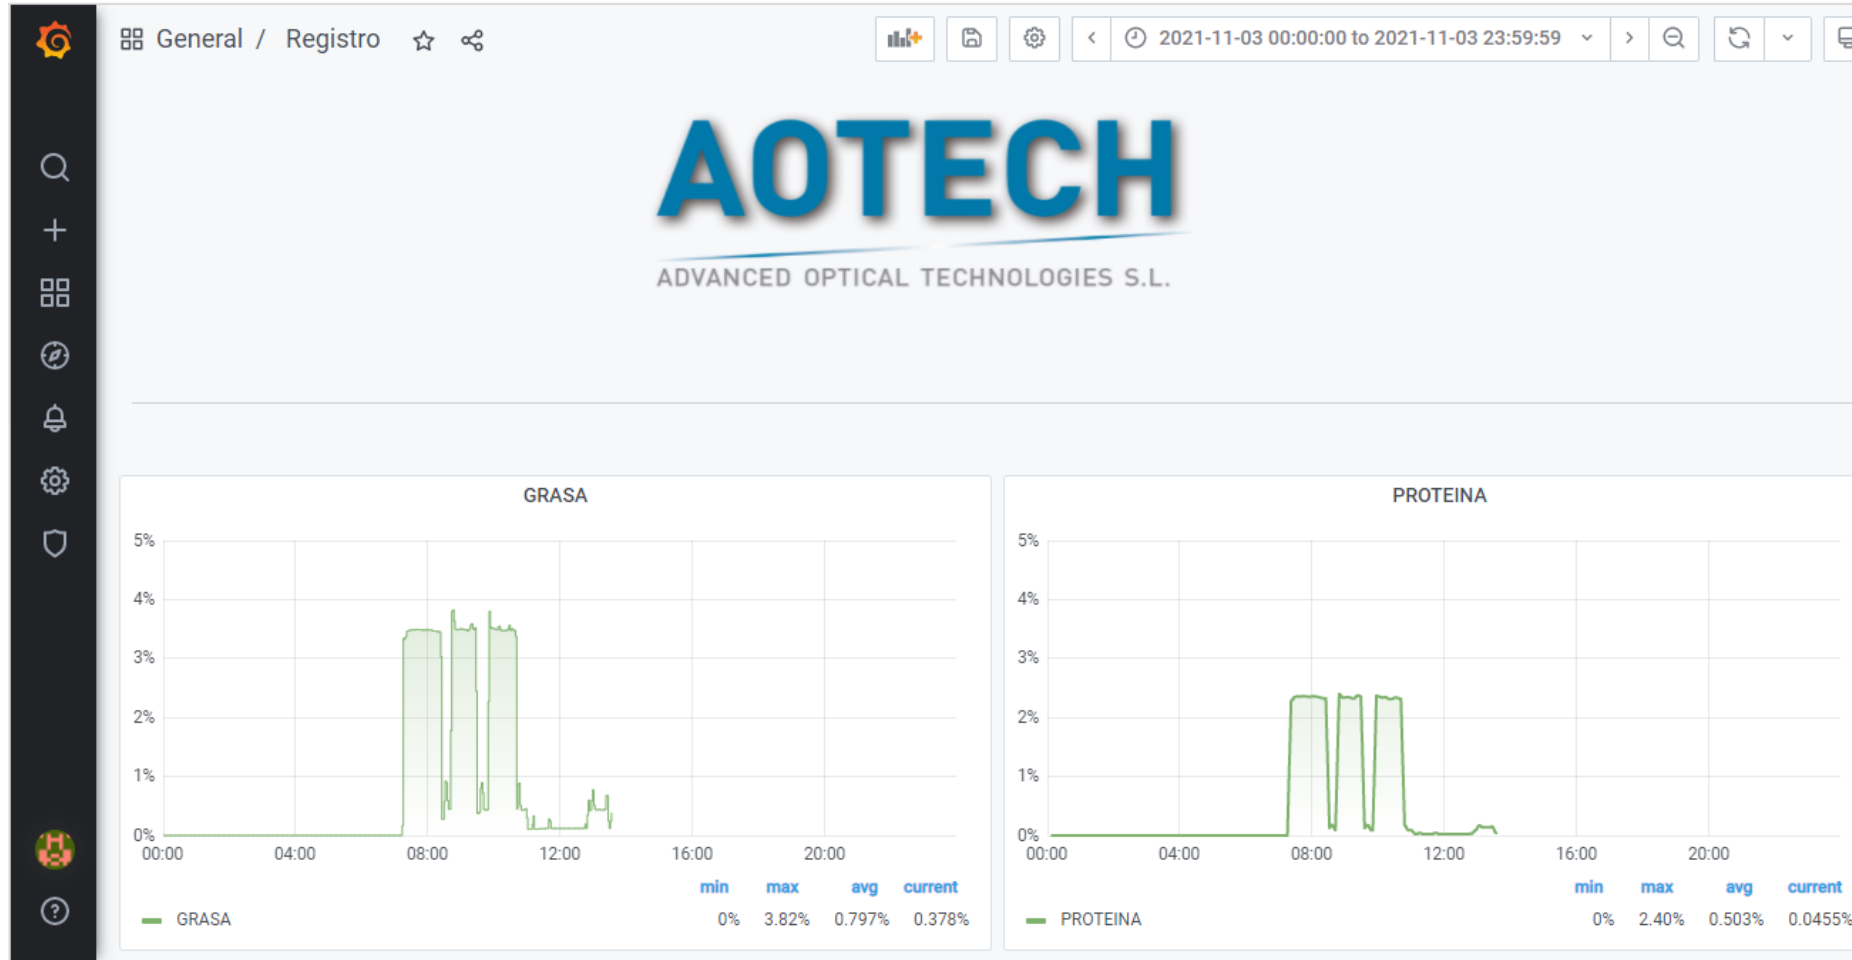 General / Registro
2021-11-03 00:00:00 to 2021-11-03 23:59:59
AOTECH
ADVANCED OPTICAL TECHNOLOGIES S.L.
GRASA
5%
4%
3%
2%
1%
0%
00:00 04:00 08:00 12:00 16:00 20:00
min max avg current
GRASA 0% 3.82% 0.797% 0.378%
PROTEINA
5%
4%
3%
2%
1%
0%
00:00 04:00 08:00 12:00 16:00 20:00
min max avg current
PROTEINA 0% 2.40% 0.503% 0.0455%